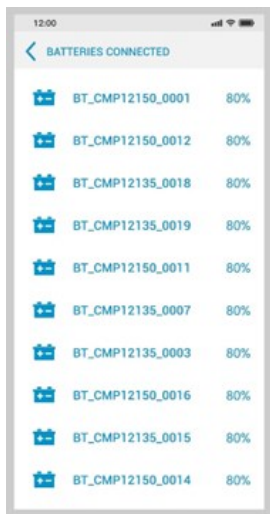 12:00
BATTERIES CONNECTED
BT_CMP12150_0001 80%
BT_CMP12150_0012 80%
BT_CMP12135_0018 80%
BT_CMP12135_0019 80%
BT_CMP12150_0011 80%
BT_CMP12135_0007 80%
BT_CMP12135_0003 80%
BT_CMP12150_0016 80%
BT_CMP12135_0015 80%
BT_CMP12150_0014 80%